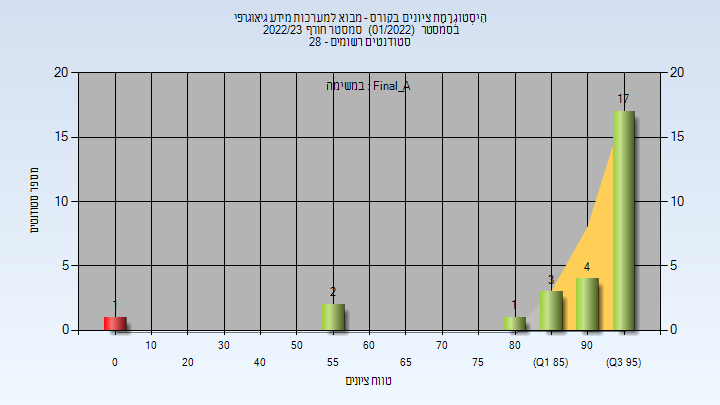 היסטוגרמת ציונים בקורס - מבוא למערכות מידע גיאוגרפי
בסמסטר (01/2022) סמסטר חורף 2022/23
סטודנטים רשומים - 28
במשימה : Final_A
מספר סטודנטים
20 20
15 15
10 10
5 5
0 0
1 2 1 3 4 17
10 30 50 60 70 80 90
0 20 40 55 65 75 (Q1 85) (Q3 95)
טווח ציונים